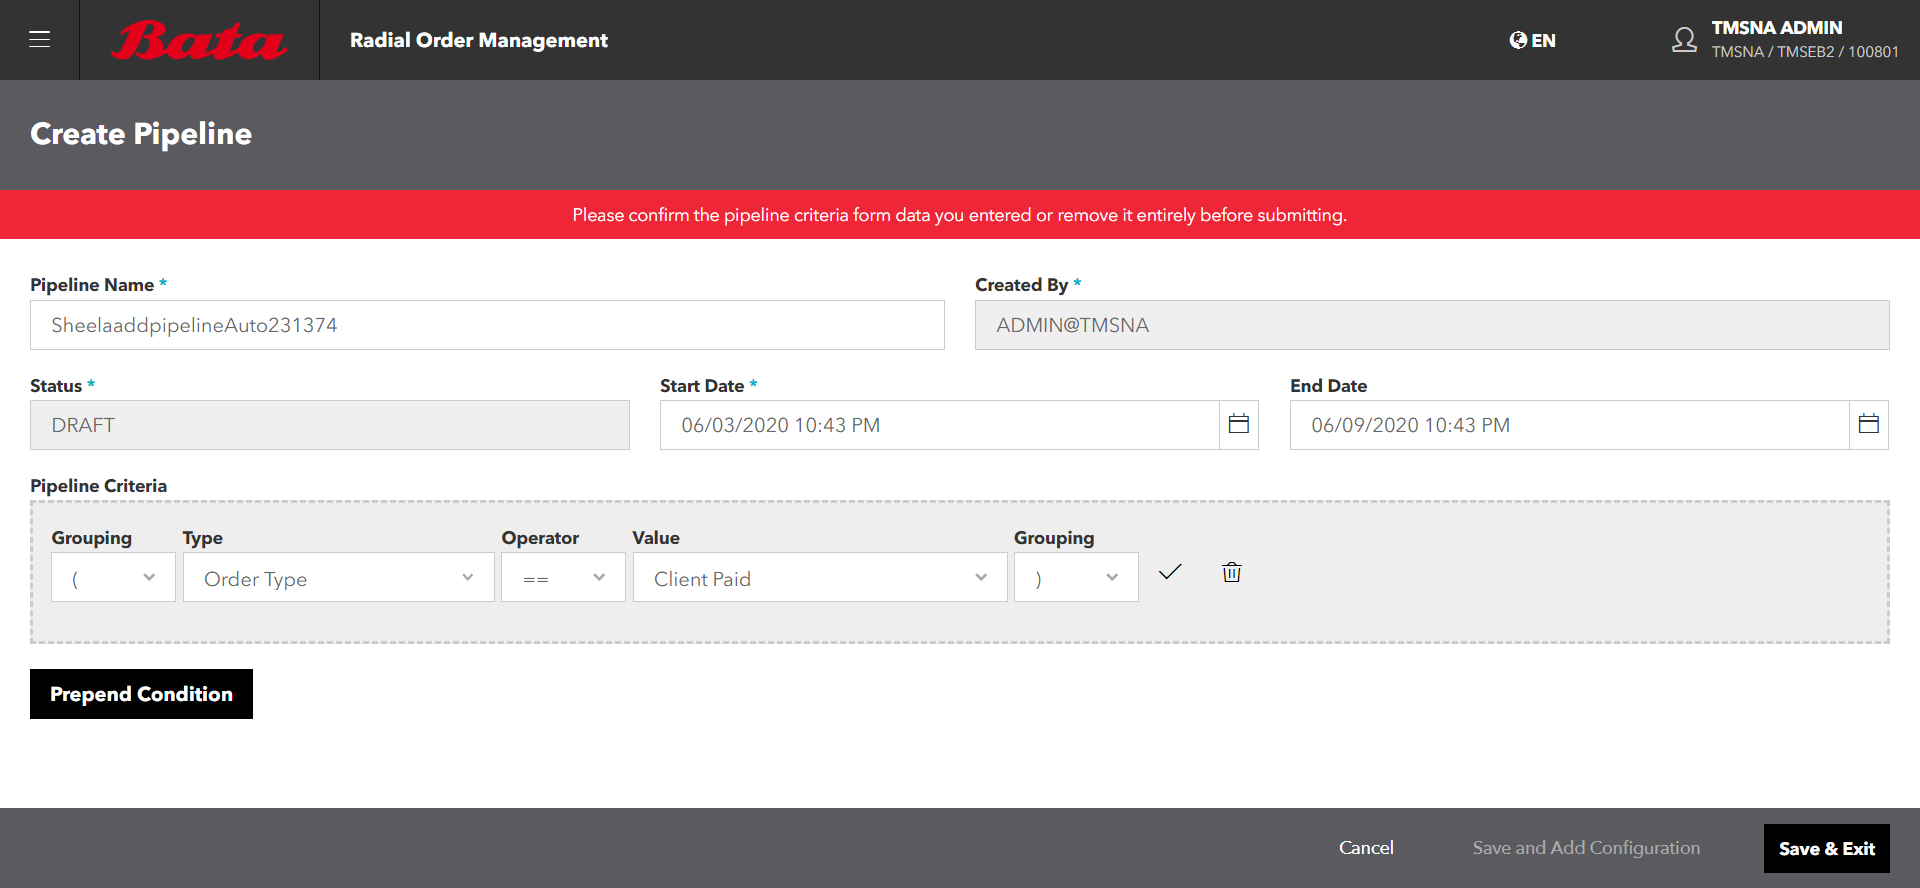 Bata
Radial Order Management
EN
TMSNA ADMIN
TMSNA / TMSEB2 / 100801
Create Pipeline
Please confirm the pipeline criteria form data you entered or remove it entirely before submitting.
Pipeline Name *
Created By *
SheelaaddpipelineAuto231374
ADMIN@TMSNA
Status *
Start Date *
End Date
DRAFT
06/03/2020 10:43 PM
06/09/2020 10:43 PM
Pipeline Criteria
Grouping Type Operator Value Grouping
( Order Type == Client Paid )
Prepend Condition
Cancel
Save and Add Configuration
Save & Exit